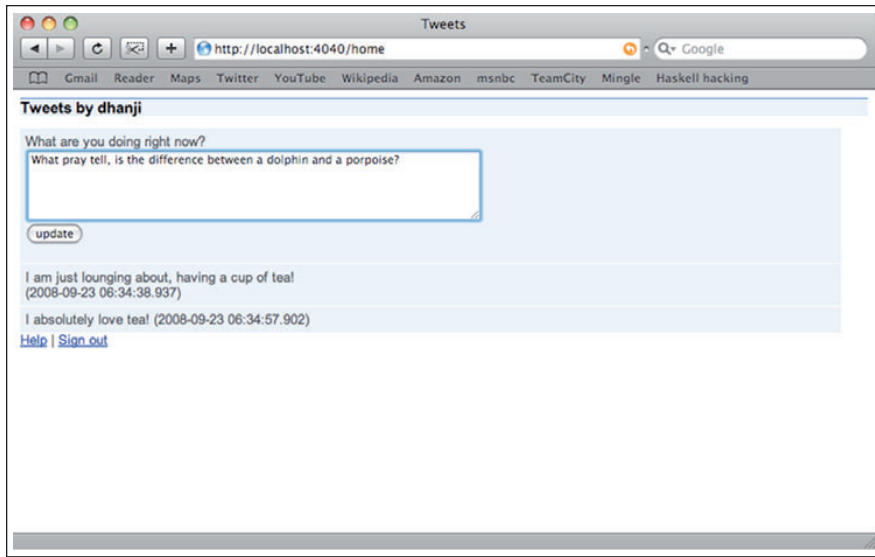 Tweets
http://localhost:4040/home
Google
Gmail Reader Maps Twitter YouTube Wikipedia Amazon msnbc TeamCity Mingle Haskell hacking
Tweets by dhanji
What are you doing right now?
What pray tell, is the difference between a dolphin and a porpoise?
update
I am just lounging about, having a cup of tea!
(2008-09-23 06:34:38.937)
I absolutely love tea! (2008-09-23 06:34:57.902)
Help | Sign out